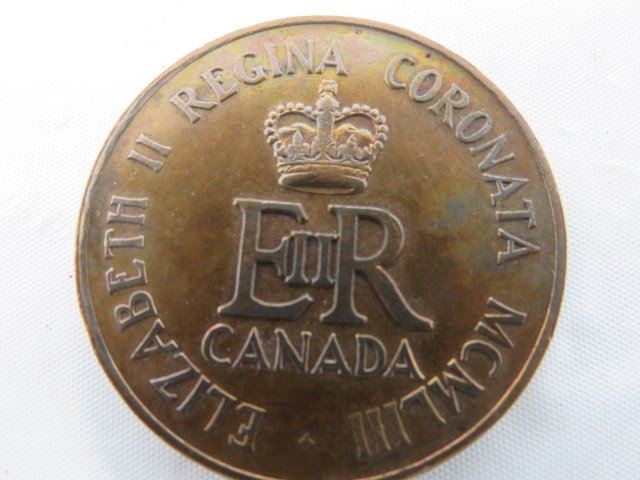 ELIZABETH II REGINA CORONATA MCMLIII
EIIR
CANADA